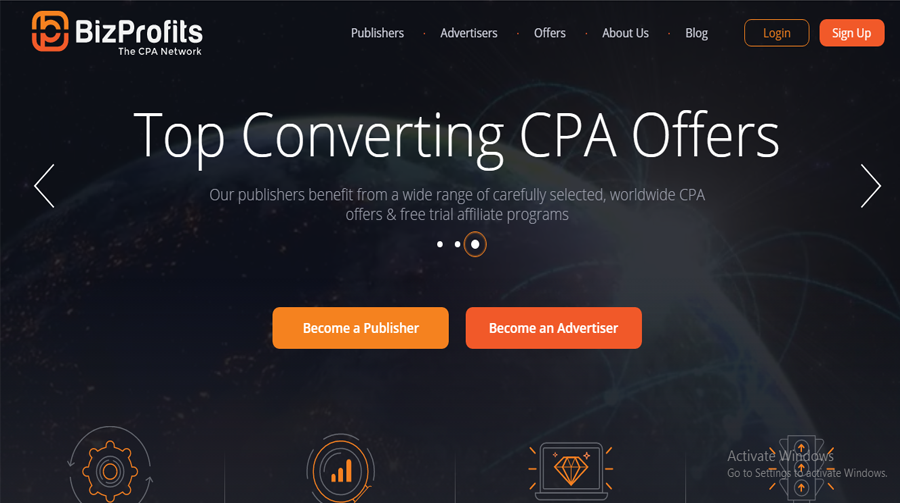 BizProfits
The CPA Network
Publishers
Advertisers
Offers
About Us
Blog
Login
Sign Up
Top Converting CPA Offers
Our publishers benefit from a wide range of carefully selected, worldwide CPA
offers & free trial affiliate programs
Become a Publisher
Become an Advertiser
Activate Windows
Go to Settings to activate Windows.